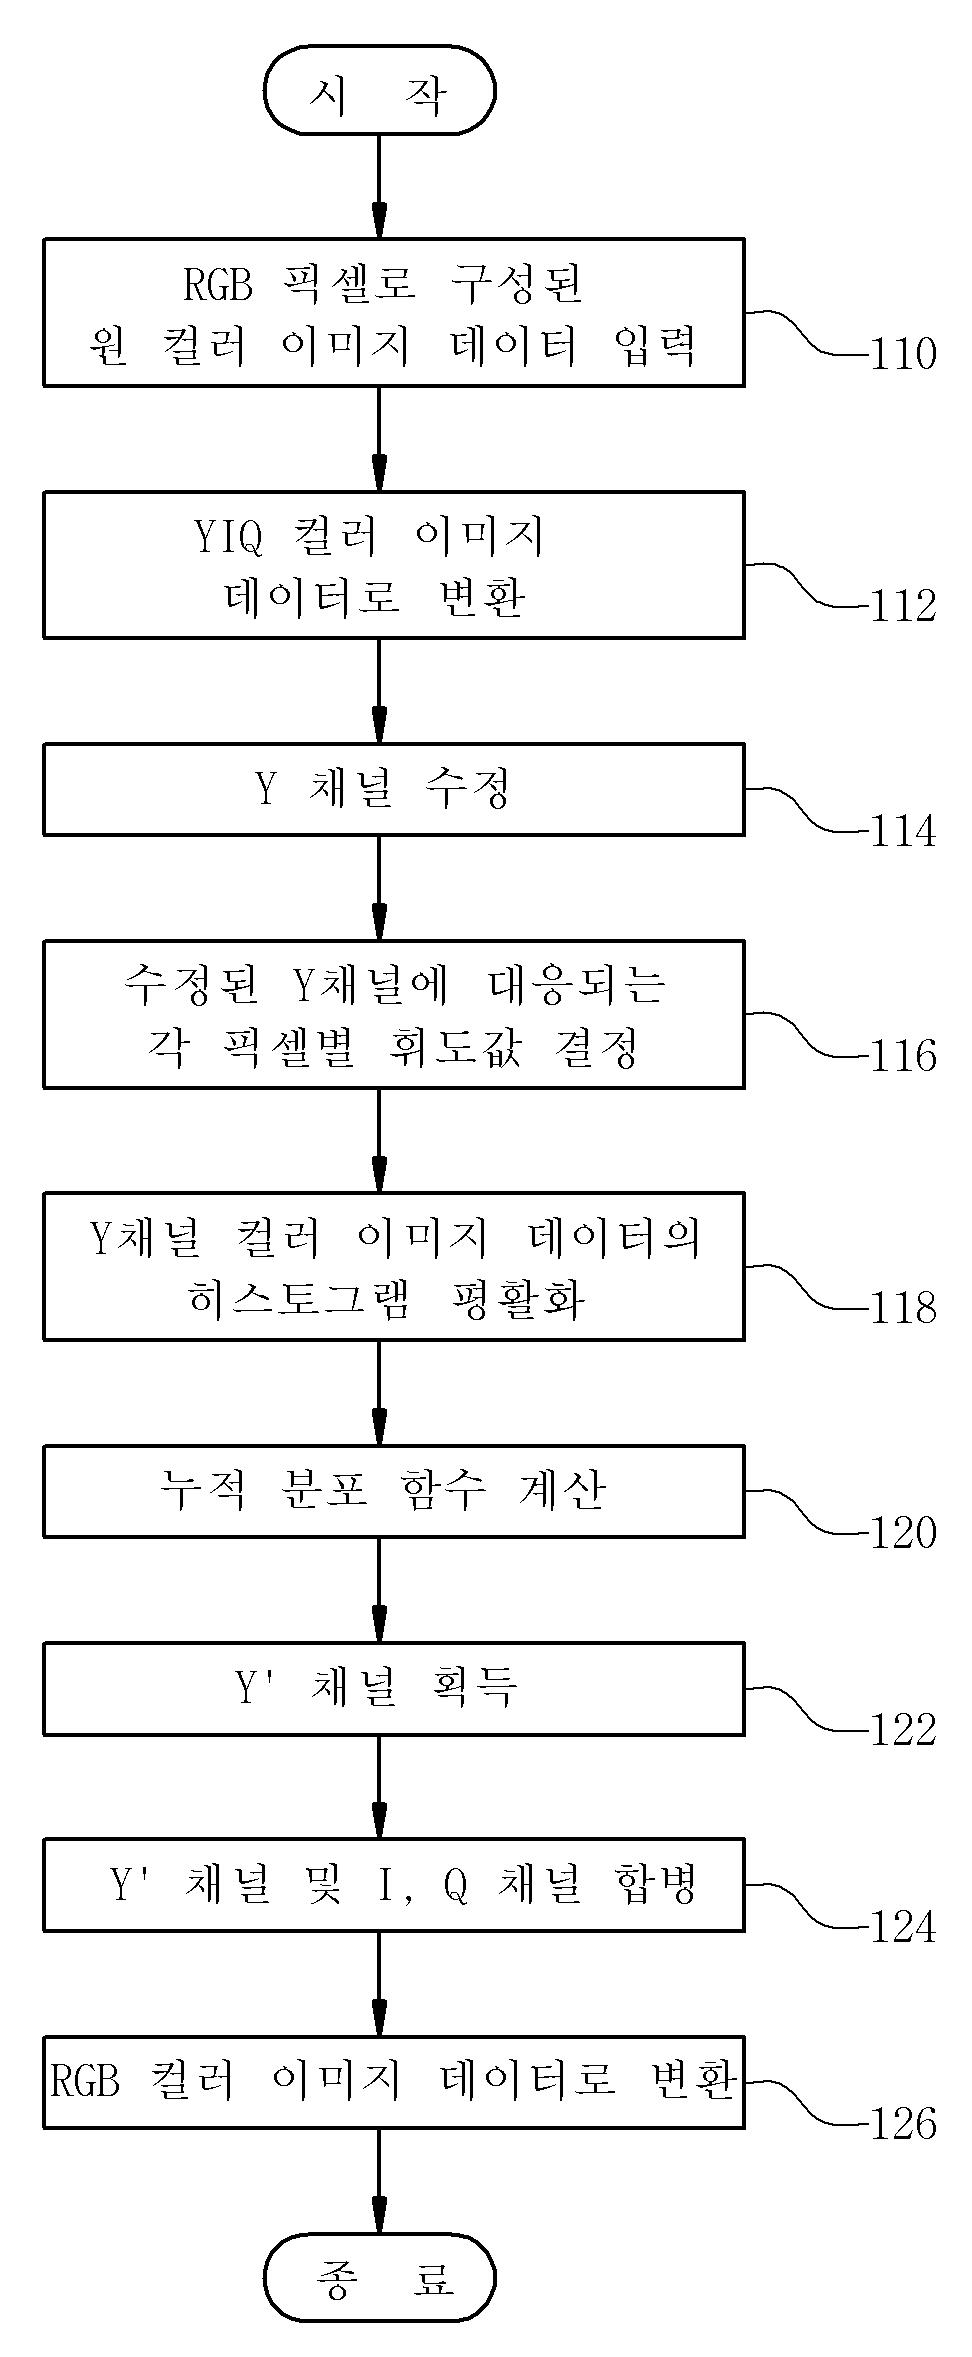 시 작
RGB 픽셀로 구성된
원 컬러 이미지 데이터 입력
110
YIQ 컬러 이미지
데이터로 변환
112
Y 채널 수정
114
수정된 Y채널에 대응되는
각 픽셀별 휘도값 결정
116
Y채널 컬러 이미지 데이터의
히스토그램 평활화
118
누적 분포 함수 계산
120
Y' 채널 획득
122
Y' 채널 및 I, Q 채널 합병
124
RGB 컬러 이미지 데이터로 변환
126
종 료